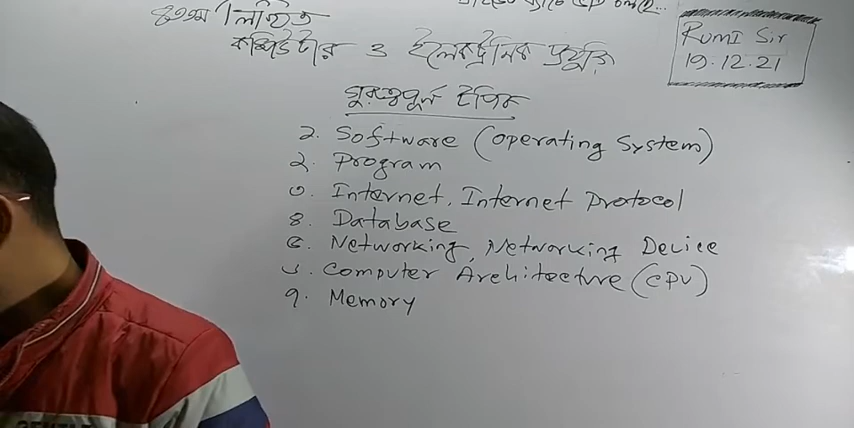 ৪৩তম লিখিত
কম্পিউটার ও ইলেকট্রনিক প্রযুক্তি
Rumi Sir
19.12.21
গুরুত্বপূর্ণ টপিক
১. Software (Operating System)
২. Program
৩. Internet, Internet Protocol
৪. Database
৫. Networking, Networking Device
৬. Computer Architecture (CPU)
৭. Memory